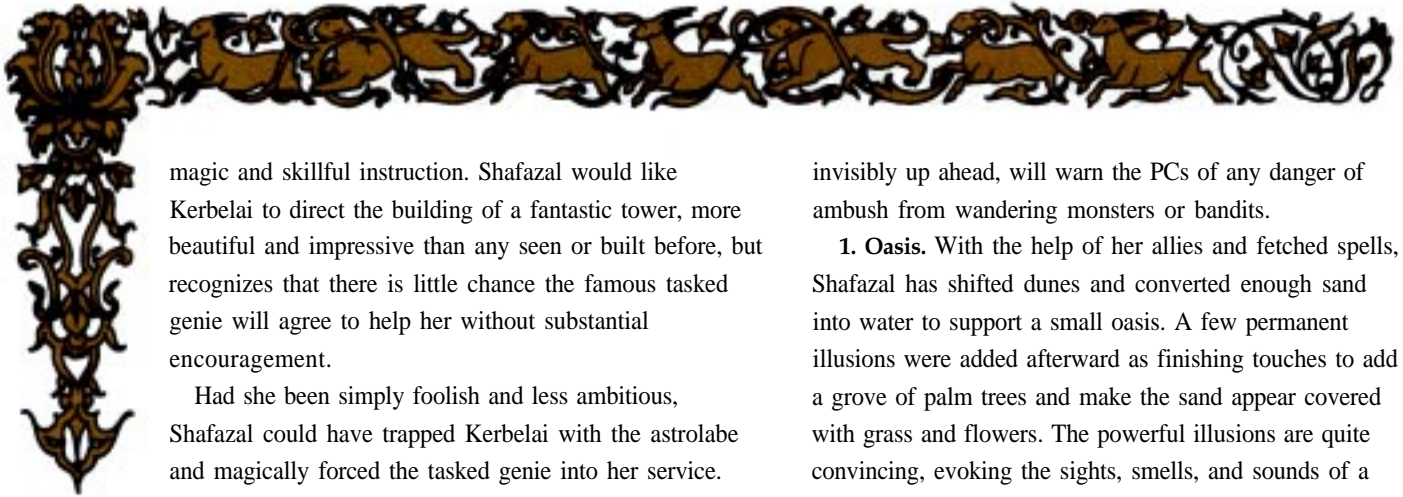 magic and skillful instruction. Shafazal would like
Kerbelai to direct the building of a fantastic tower, more
beautiful and impressive than any seen or built before, but
recognizes that there is little chance the famous tasked
genie will agree to help her without substantial
encouragement.
Had she been simply foolish and less ambitious,
Shafazal could have trapped Kerbelai with the astrolabe
and magically forced the tasked genie into her service.
invisibly up ahead, will warn the PCs of any danger of
ambush from wandering monsters or bandits.
1. Oasis. With the help of her allies and fetched spells,
Shafazal has shifted dunes and converted enough sand
into water to support a small oasis. A few permanent
illusions were added afterward as finishing touches to add
a grove of palm trees and make the sand appear covered
with grass and flowers. The powerful illusions are quite
convincing, evoking the sights, smells, and sounds of a